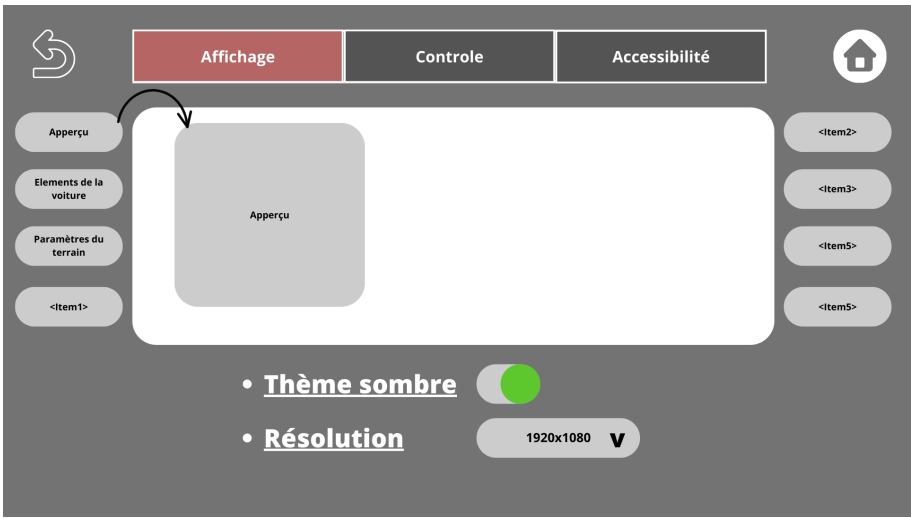 Affichage
Controle
Accessibilité
Apperçu
Elements de la
voiture
Paramètres du
terrain
<Item1>
Apperçu
<Item2>
<Item3>
<Item5>
<Item5>
• Thème sombre
• Résolution
1920x1080 v